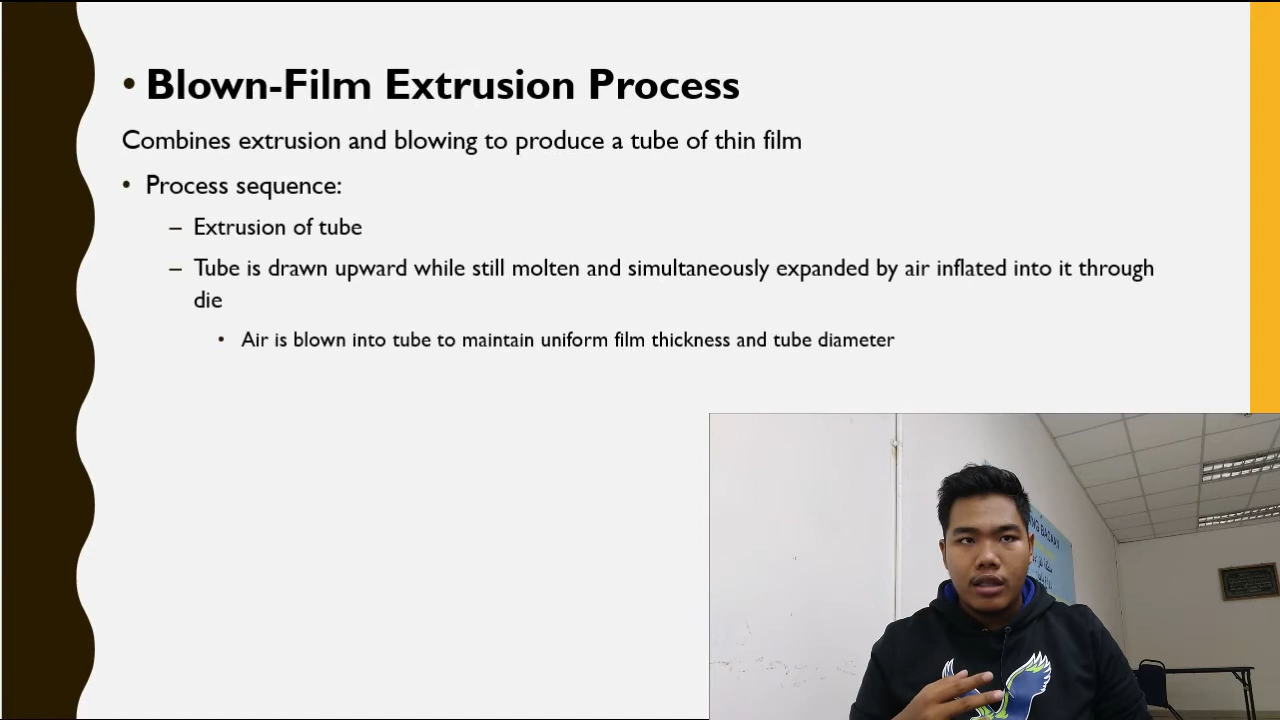 • Blown-Film Extrusion Process
Combines extrusion and blowing to produce a tube of thin film
• Process sequence:
– Extrusion of tube
– Tube is drawn upward while still molten and simultaneously expanded by air inflated into it through
die
• Air is blown into tube to maintain uniform film thickness and tube diameter